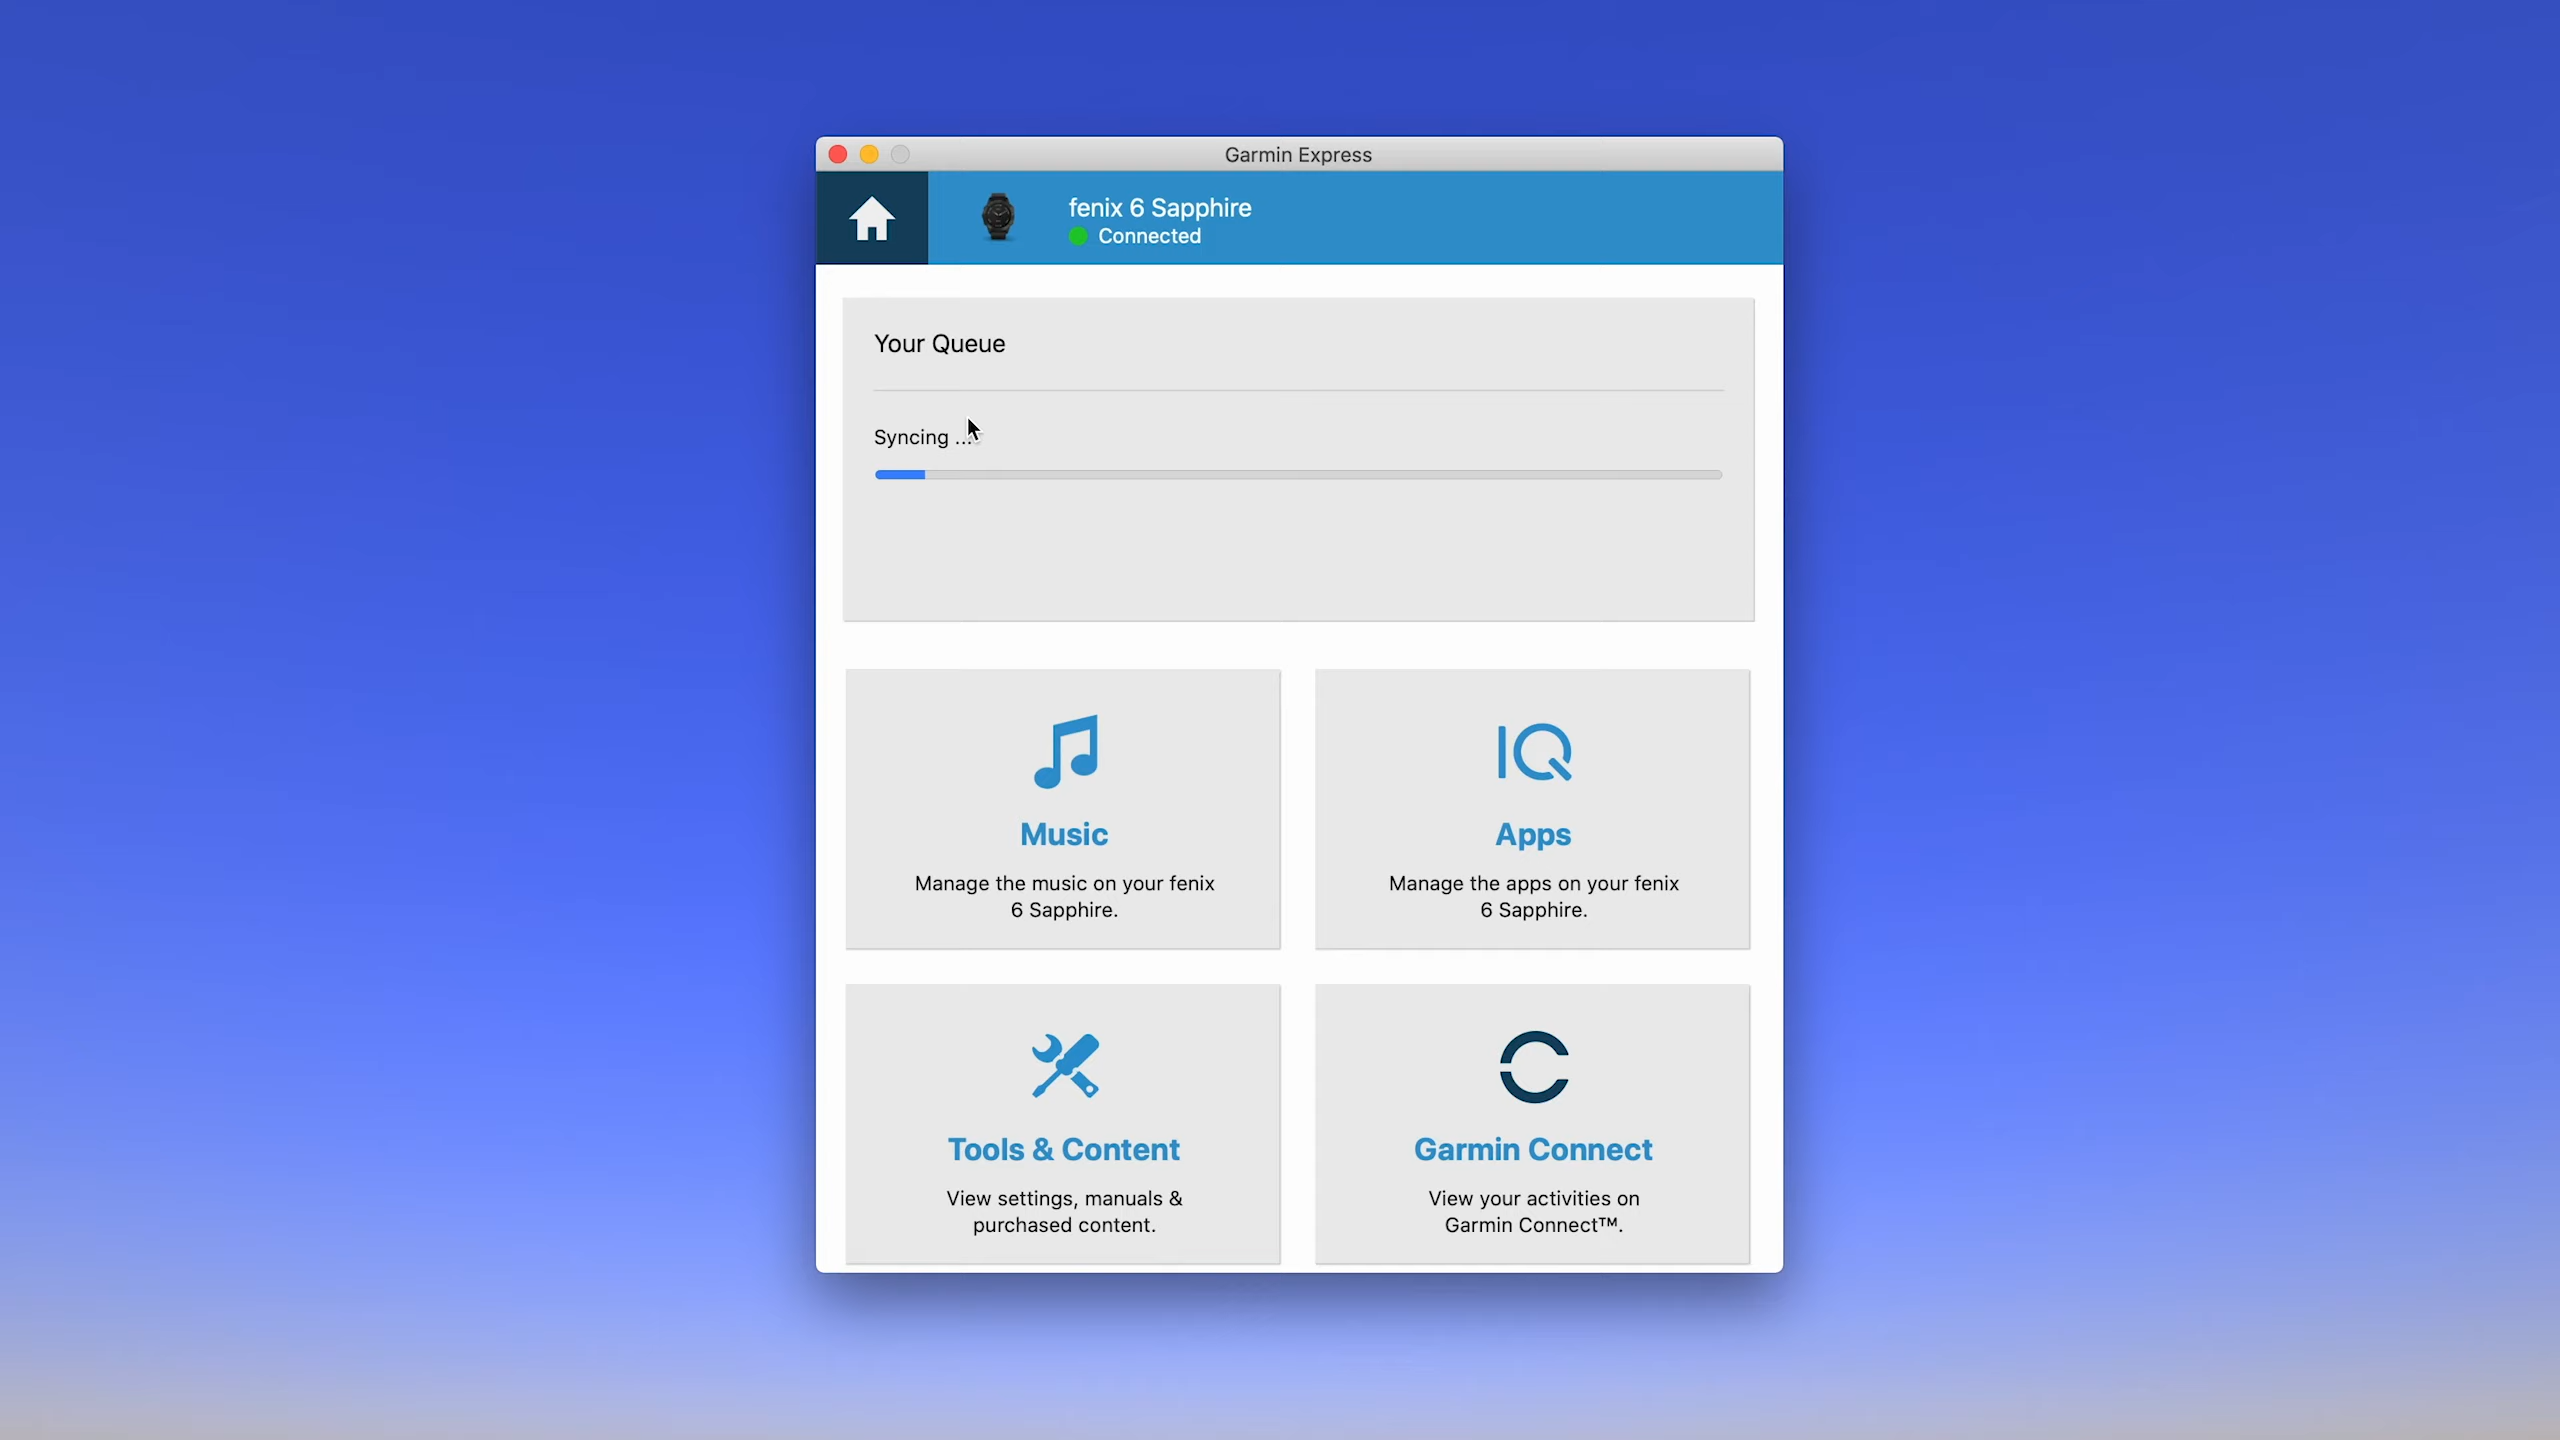 Garmin Express
fenix 6 Sapphire
Connected
Your Queue
Syncing ...
Music
Manage the music on your fenix
6 Sapphire.
IQ
Apps
Manage the apps on your fenix
6 Sapphire.
Tools & Content
View settings, manuals &
purchased content.
Garmin Connect
View your activities on
Garmin Connect™.